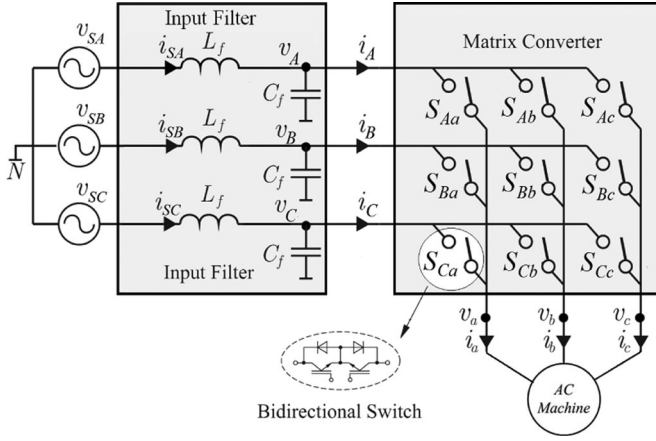 Input Filter
Matrix Converter
v_SA
i_SA
L_f
v_A
i_A
C_f
S_Aa
S_Ab
S_Ac
v_SB
i_SB
L_f
v_B
i_B
N
C_f
S_Ba
S_Bb
S_Bc
v_SC
i_SC
L_f
v_C
i_C
C_f
S_Ca
S_Cb
S_Cc
Input Filter
v_a
v_b
v_c
i_a
i_b
i_c
Bidirectional Switch
AC
Machine